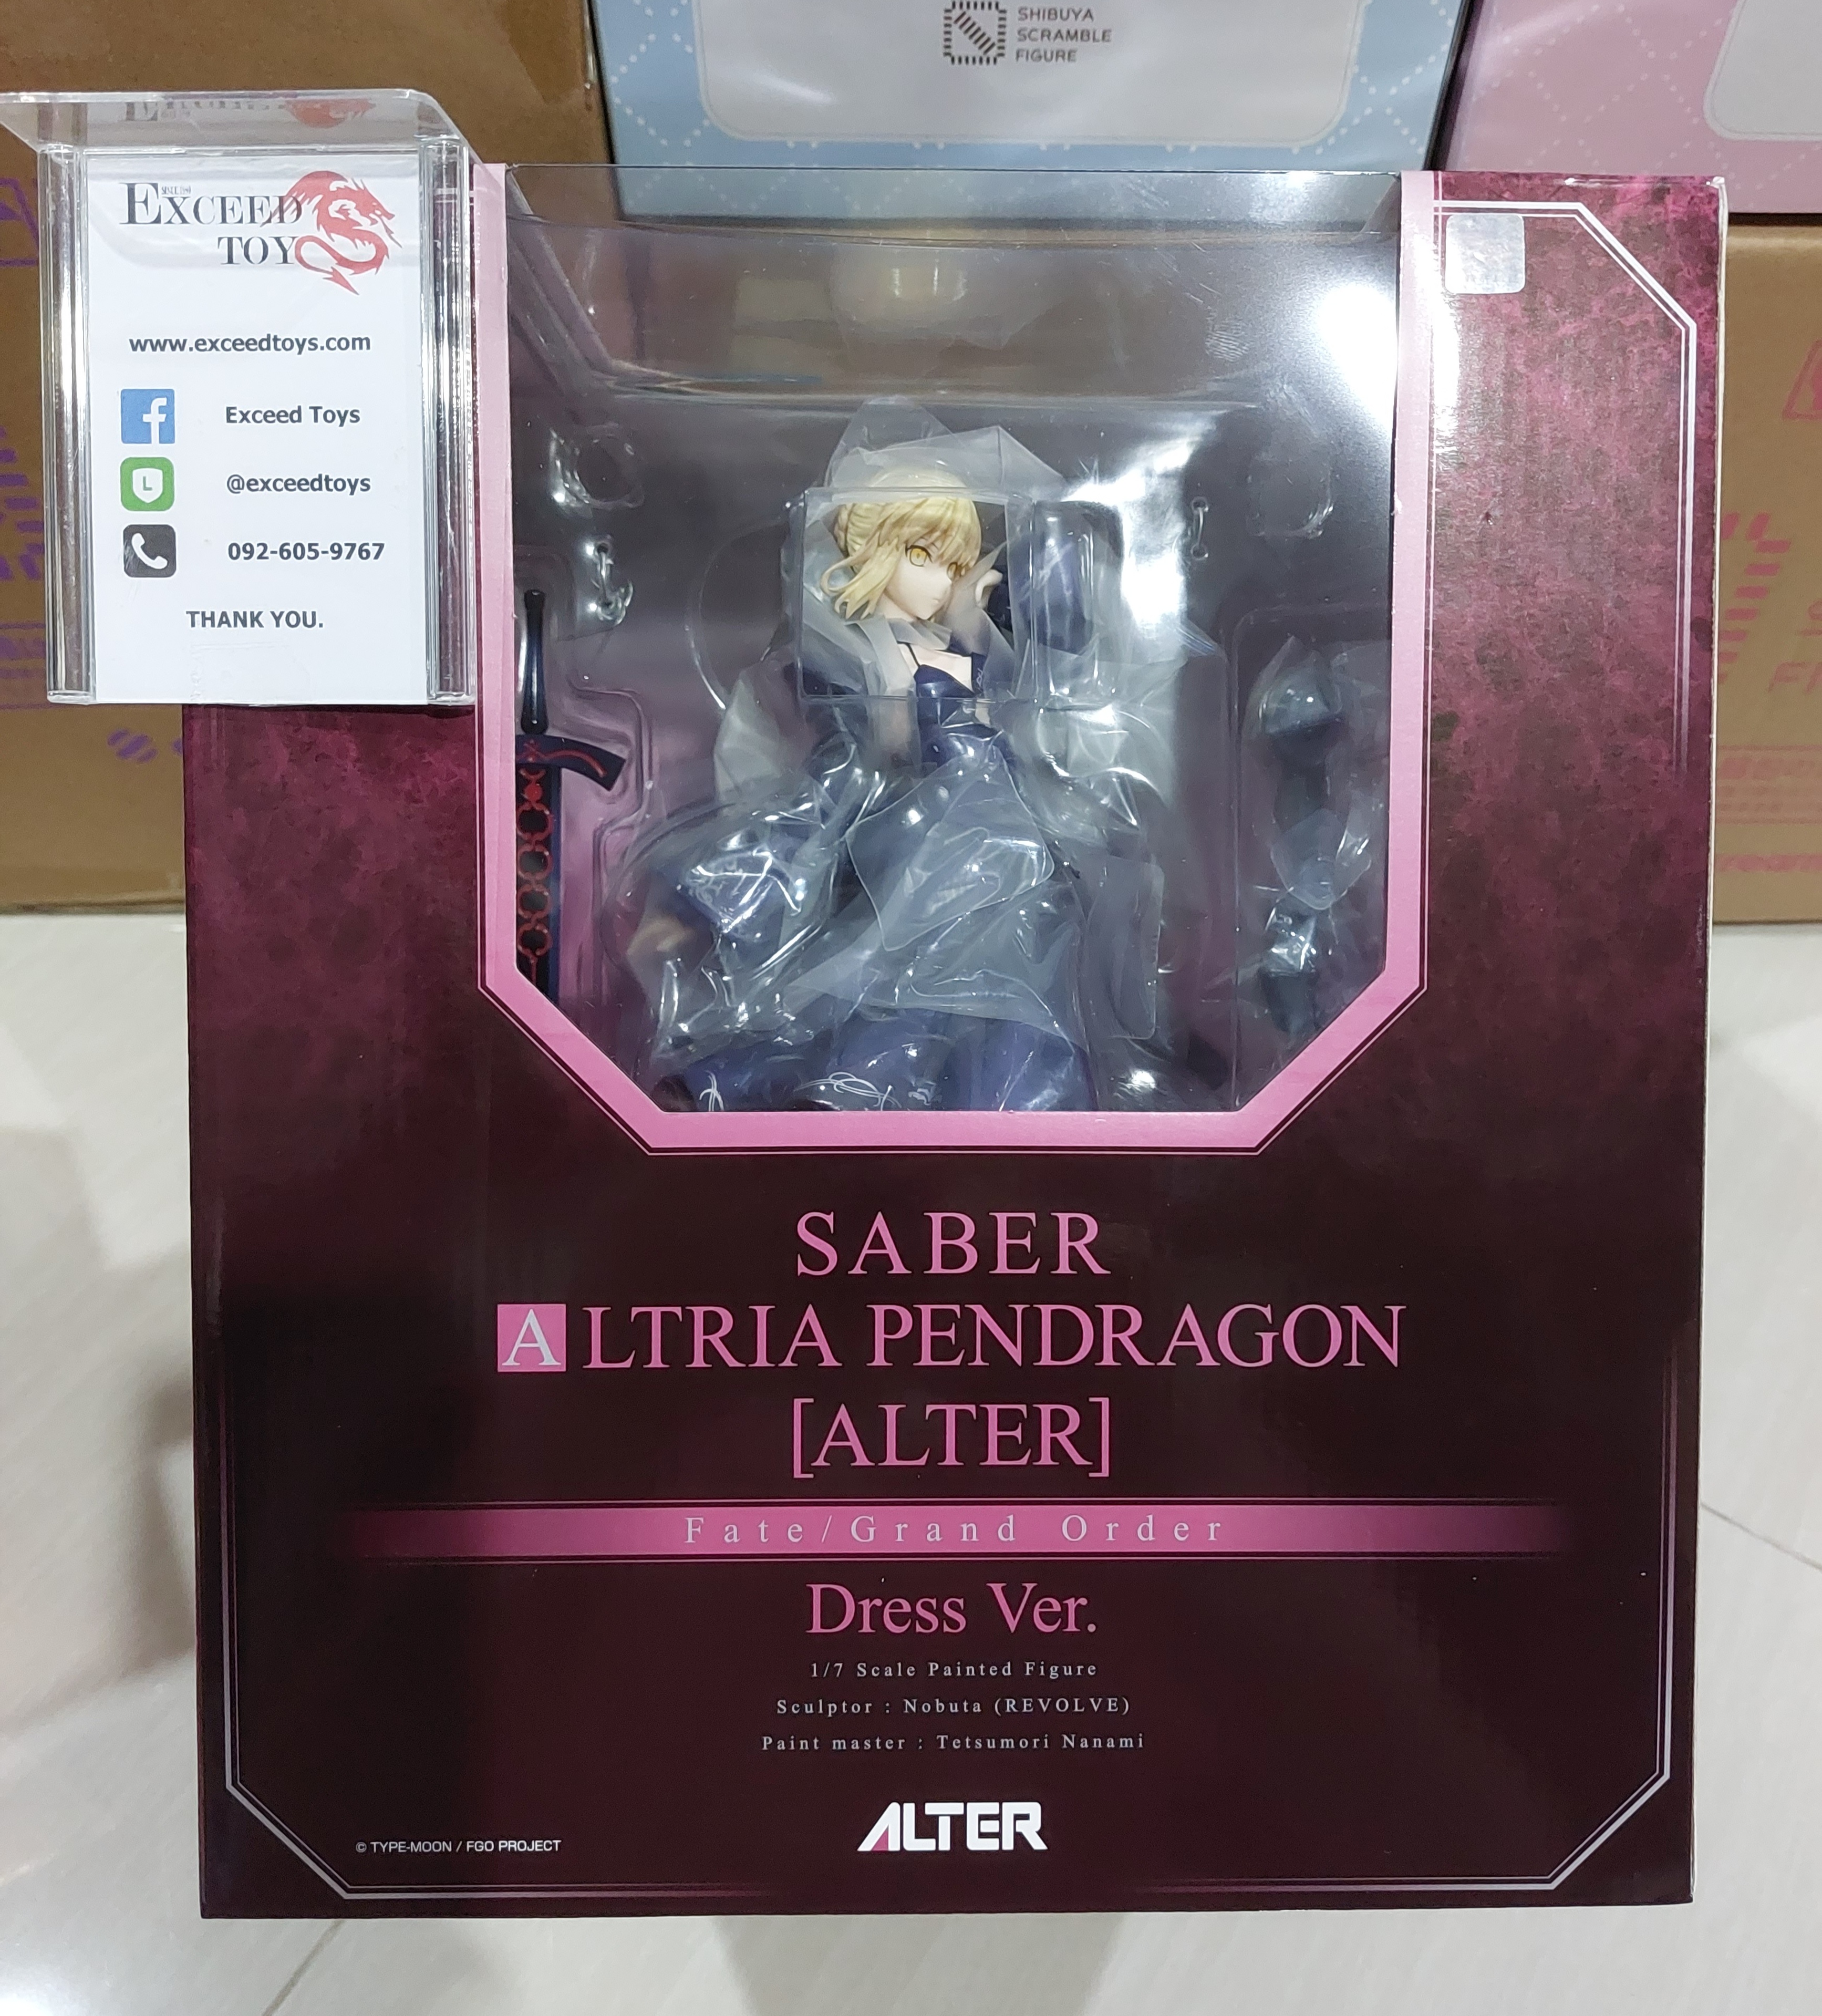 SHIBUYA
SCRAMBLE
FIGURE
EXCEED
TOYS
www.exceedtoys.com
Exceed Toys
L
@exceedtoys
092-605-9767
THANK YOU.
SABER
ALTRIA PENDRAGON
[ALTER]
Fate/Grand Order
Dress Ver.
1/7 Scale Painted Figure
Sculptor : Nobuta (REVOLVE)
Paint master : Tetsumori Nanami
ALTER
© TYPE-MOON / FGO PROJECT